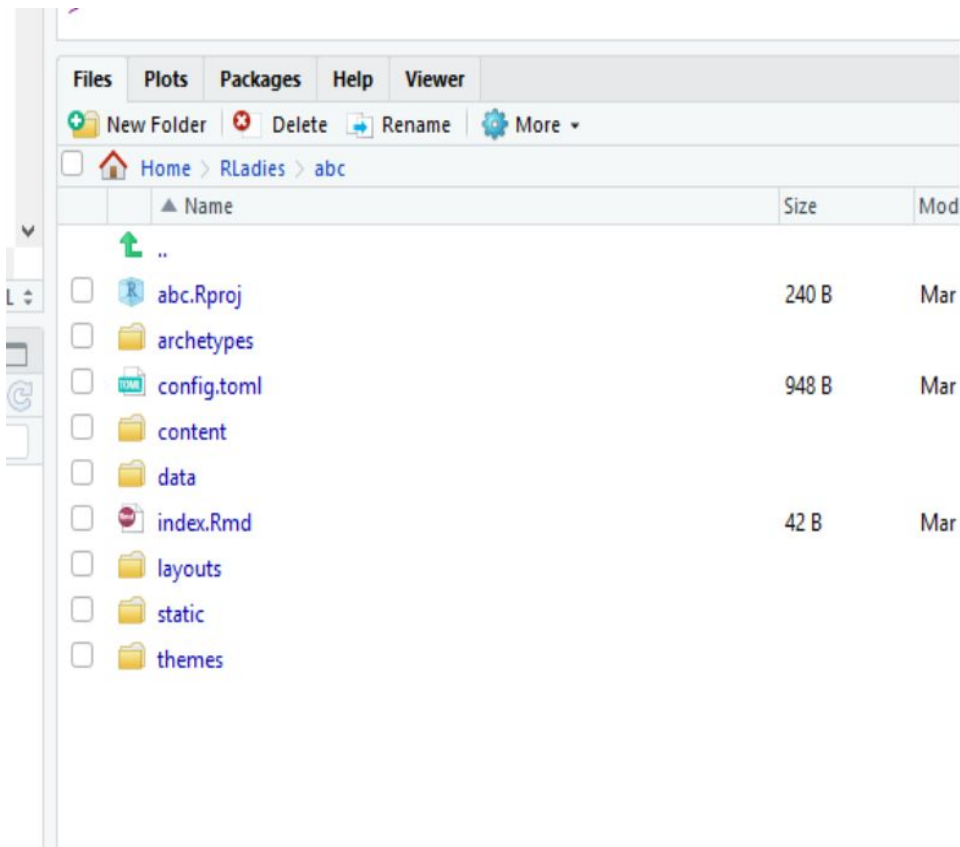 Files Plots Packages Help Viewer
New Folder Delete Rename More
Home > RLadies > abc
Name Size Mod
..
abc.Rproj 240 B Mar
archetypes
config.toml 948 B Mar
content
data
index.Rmd 42 B Mar
layouts
static
themes